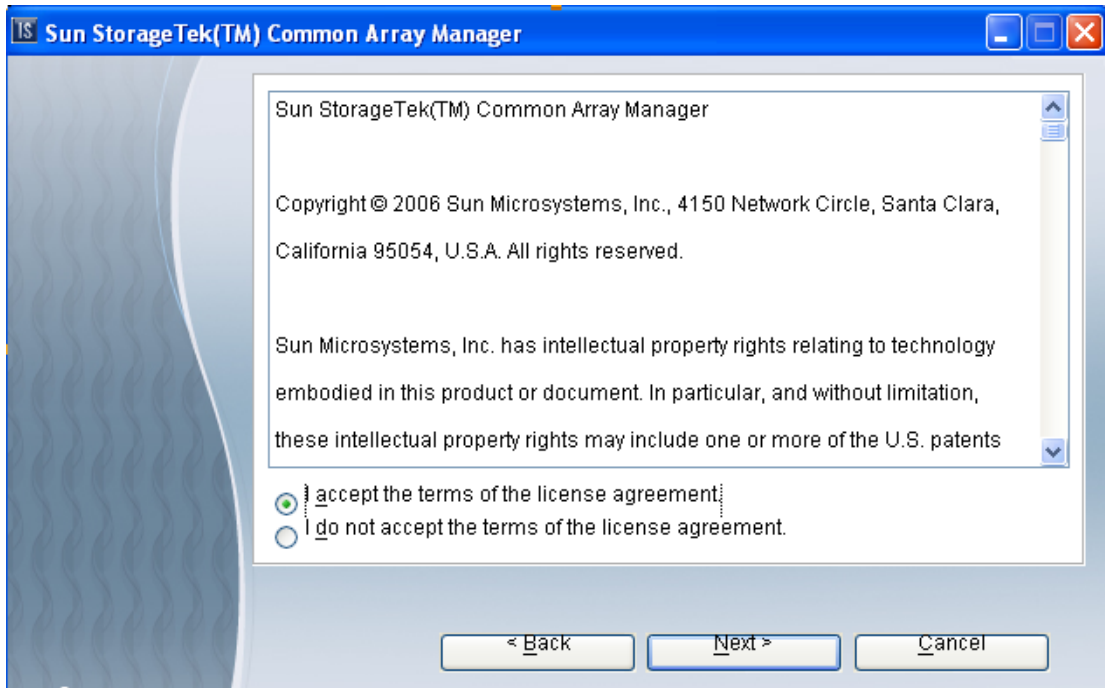 IS Sun StorageTek(TM) Common Array Manager
Sun StorageTek(TM) Common Array Manager
Copyright © 2006 Sun Microsystems, Inc., 4150 Network Circle, Santa Clara,
California 95054, U.S.A. All rights reserved.
Sun Microsystems, Inc. has intellectual property rights relating to technology
embodied in this product or document. In particular, and without limitation,
these intellectual property rights may include one or more of the U.S. patents
I accept the terms of the license agreement.
I do not accept the terms of the license agreement.
< Back
Next >
Cancel